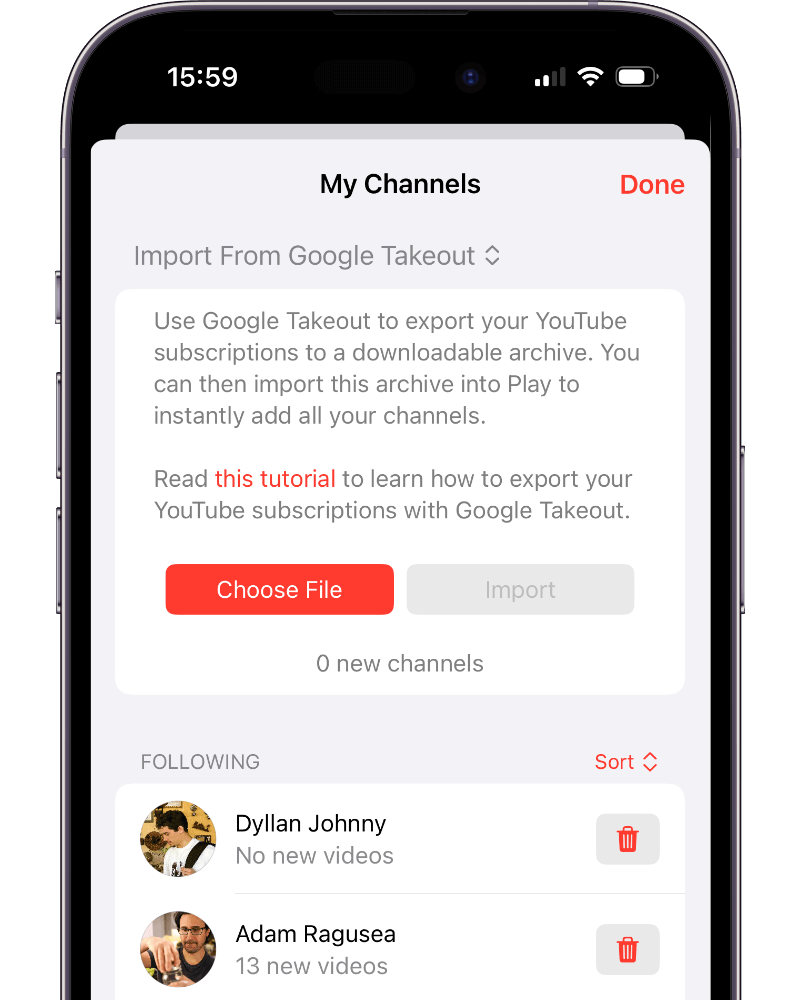 15:59
My Channels
Done
Import From Google Takeout
Use Google Takeout to export your YouTube
subscriptions to a downloadable archive. You
can then import this archive into Play to
instantly add all your channels.
Read this tutorial to learn how to export your
YouTube subscriptions with Google Takeout.
Choose File
Import
0 new channels
FOLLOWING
Sort
Dyllan Johnny
No new videos
Adam Ragusea
13 new videos